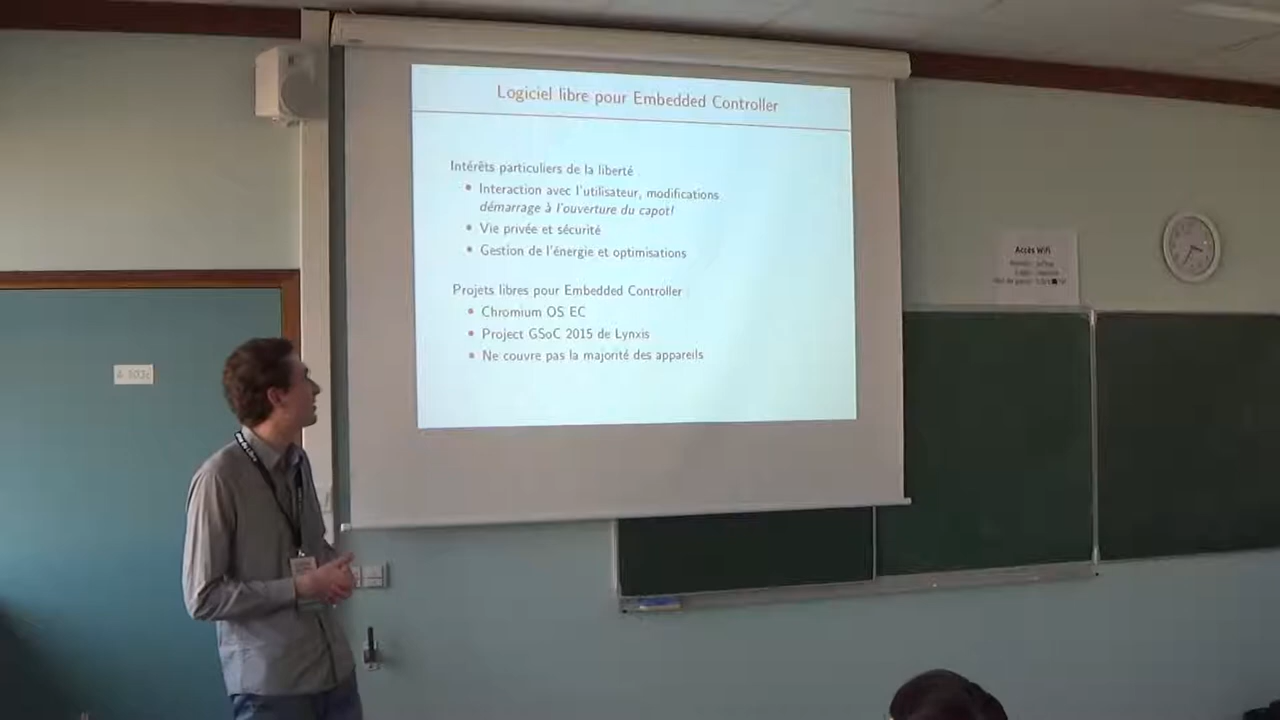 Logiciel libre pour Embedded Controller
Intérêts particuliers de la liberté
Interaction avec l'utilisateur, modifications
démarrage à l'ouverture du capot!
Vie privée et sécurité
Gestion de l'énergie et optimisations
Projets libres pour Embedded Controller :
Chromium OS EC
Project GSoC 2015 de Lynxis
Ne couvre pas la majorité des appareils
Accès Wifi